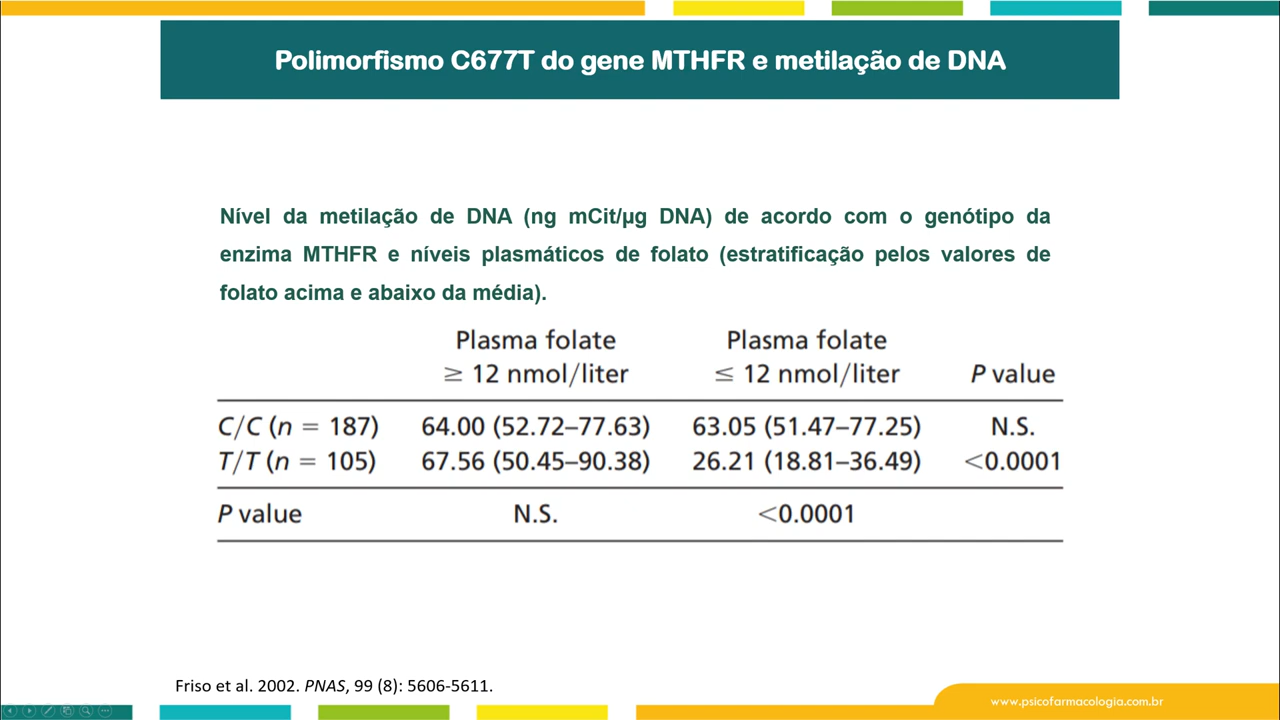 Polimorfismo C677T do gene MTHFR e metilação de DNA
Nível da metilação de DNA (ng mCit/µg DNA) de acordo com o genótipo da
enzima MTHFR e níveis plasmáticos de folato (estratificação pelos valores de
folato acima e abaixo da média).
Plasma folate Plasma folate
≥ 12 nmol/liter ≤ 12 nmol/liter P value
C/C (n = 187) 64.00 (52.72–77.63) 63.05 (51.47–77.25) N.S.
T/T (n = 105) 67.56 (50.45–90.38) 26.21 (18.81–36.49) <0.0001
P value N.S. <0.0001
Friso et al. 2002. PNAS, 99 (8): 5606-5611.
www.psicofarmacologia.com.br